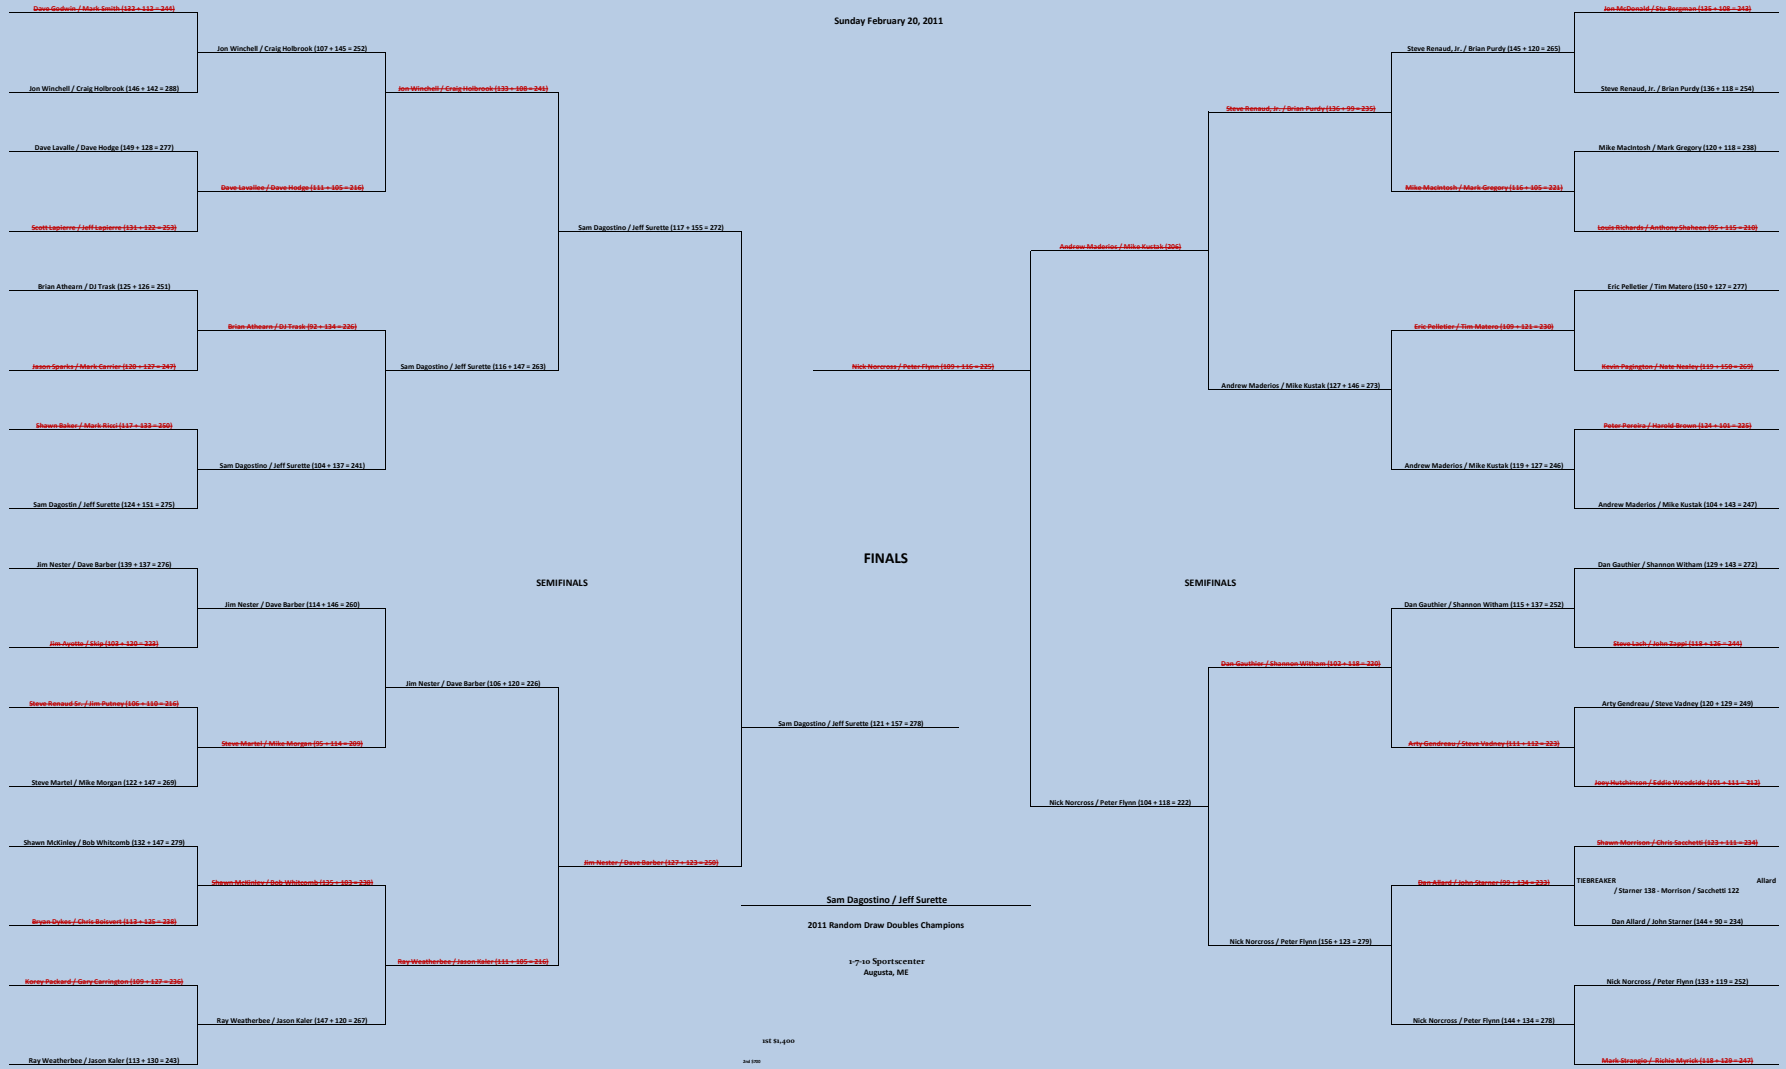 Sunday February 20, 2011
Dave Godwin / Mark Smith (132 + 112 = 244)
Jon Winchell / Craig Holbrook (107 + 145 = 252)
Jon Winchell / Craig Holbrook (146 + 142 = 288)
Jon Winchell / Craig Holbrook (133 + 108 = 241)
Dave Lavalle / Dave Hodge (149 + 128 = 277)
Dave Lavallee / Dave Hodge (111 + 105 = 216)
Scott Lapierre / Jeff Lapierre (131 + 122 = 253)
Sam Dagostino / Jeff Surette (117 + 155 = 272)
Brian Athearn / DJ Trask (125 + 126 = 251)
Brian Athearn / DJ Trask (92 + 134 = 226)
Jason Sparks / Mark Carrier (120 + 127 = 247)
Sam Dagostino / Jeff Surette (116 + 147 = 263)
Shawn Baker / Mark Ricci (117 + 133 = 250)
Sam Dagostino / Jeff Surette (104 + 137 = 241)
Sam Dagostin / Jeff Surette (124 + 151 = 275)
Jim Nester / Dave Barber (139 + 137 = 276)
Jim Nester / Dave Barber (114 + 146 = 260)
Jim Ayotte / Skip (103 + 120 = 223)
Jim Nester / Dave Barber (106 + 120 = 226)
Steve Renaud Sr. / Jim Putney (106 + 110 = 216)
Steve Martel / Mike Morgan (95 + 114 = 209)
Steve Martel / Mike Morgan (122 + 147 = 269)
Shawn McKinley / Bob Whitcomb (132 + 147 = 279)
Jim Nester / Dave Barber (127 + 123 = 250)
Shawn McKinley / Bob Whitcomb (135 + 103 = 238)
Bryan Dykes / Chris Boisvert (113 + 125 = 238)
Ray Weatherbee / Jason Kaler (111 + 105 = 216)
Korey Packard / Gary Carrington (109 + 127 = 236)
Ray Weatherbee / Jason Kaler (147 + 120 = 267)
Ray Weatherbee / Jason Kaler (113 + 130 = 243)
SEMIFINALS
FINALS
SEMIFINALS
Nick Norcross / Peter Flynn (109 + 116 = 225)
Sam Dagostino / Jeff Surette (121 + 157 = 278)
Sam Dagostino / Jeff Surette
2011 Random Draw Doubles Champions
1-7-10 Sportscenter
Augusta, ME
1st $1,400
2nd $700
Jon McDonald / Stu Bergman (135 + 108 = 243)
Steve Renaud, Jr. / Brian Purdy (145 + 120 = 265)
Steve Renaud, Jr. / Brian Purdy (136 + 118 = 254)
Steve Renaud, Jr. / Brian Purdy (136 + 99 = 235)
Mike MacIntosh / Mark Gregory (120 + 118 = 238)
Mike MacIntosh / Mark Gregory (116 + 105 = 221)
Louis Richards / Anthony Shaheen (95 + 115 = 210)
Andrew Maderios / Mike Kustak (206)
Eric Pelletier / Tim Matero (150 + 127 = 277)
Eric Pelletier / Tim Matero (109 + 121 = 230)
Kevin Pagington / Nate Nealey (119 + 150 = 269)
Andrew Maderios / Mike Kustak (127 + 146 = 273)
Peter Pereira / Harold Brown (124 + 101 = 225)
Andrew Maderios / Mike Kustak (119 + 127 = 246)
Andrew Maderios / Mike Kustak (104 + 143 = 247)
Dan Gauthier / Shannon Witham (129 + 143 = 272)
Dan Gauthier / Shannon Witham (115 + 137 = 252)
Steve Lach / John Zappi (118 + 126 = 244)
Dan Gauthier / Shannon Witham (102 + 118 = 220)
Arty Gendreau / Steve Vadney (120 + 129 = 249)
Arty Gendreau / Steve Vadney (111 + 112 = 223)
Joey Hutchinson / Eddie Woodside (101 + 111 = 212)
Nick Norcross / Peter Flynn (104 + 118 = 222)
Shawn Morrison / Chris Sacchetti (123 + 111 = 234)
Dan Allard / John Starner (99 + 134 = 233)
TIEBREAKER Allard
/ Starner 138 - Morrison / Sacchetti 122
Dan Allard / John Starner (144 + 90 = 234)
Nick Norcross / Peter Flynn (156 + 123 = 279)
Nick Norcross / Peter Flynn (133 + 119 = 252)
Nick Norcross / Peter Flynn (144 + 134 = 278)
Mark Strangio / Richie Myrick (118 + 129 = 247)